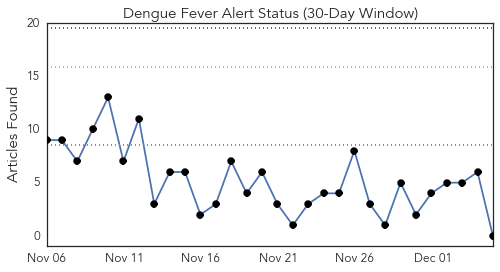 Dengue Fever Alert Status (30-Day Window)
Articles Found
20
15
10
5
0
Nov 06 Nov 11 Nov 16 Nov 21 Nov 26 Dec 01